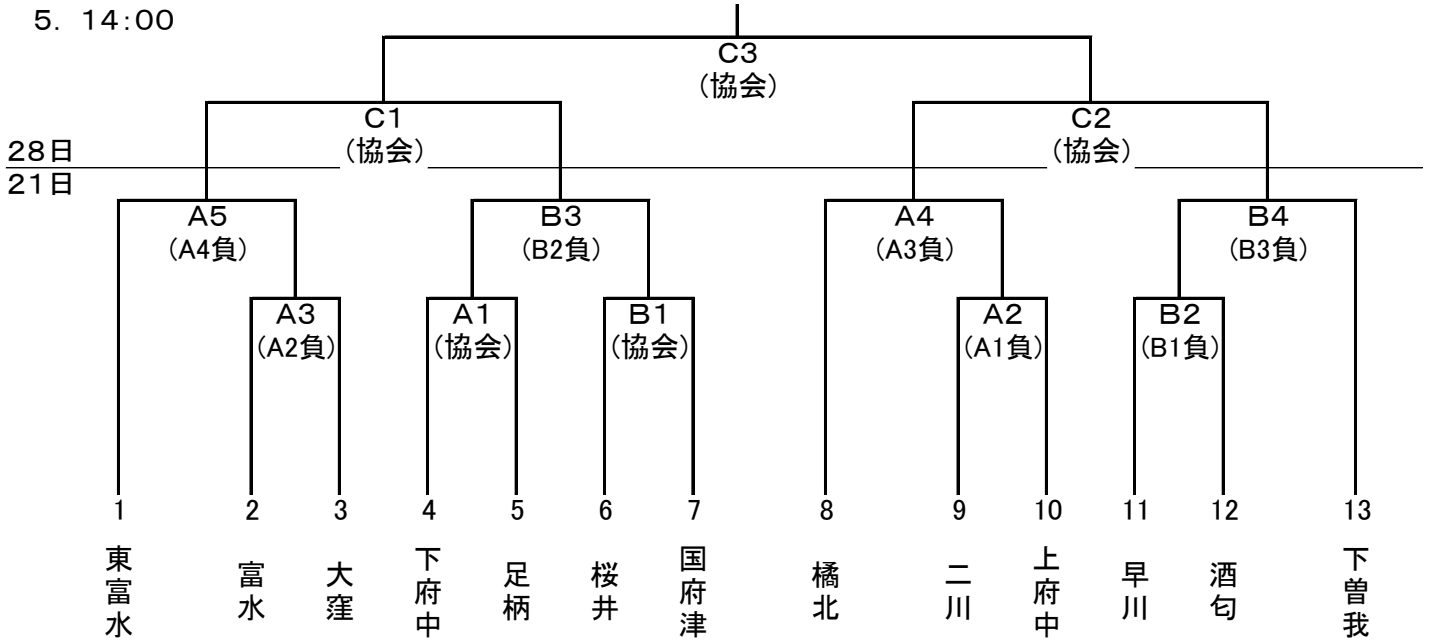 5．14：00
C3
（協会）
C1 C2
（協会） （協会）
28日
21日
A5 B3 A4 B4
（A4負） （B2負） （A3負） （B3負）
A3 A1 B1 A2 B2
（A2負） （協会） （協会） （A1負） （B1負）
1 2 3 4 5 6 7 8 9 10 11 12 13
東富水
富水
大窪
下府中
足柄
桜井
国府津
橘北
二川
上府中
早川
酒匂
下曽我